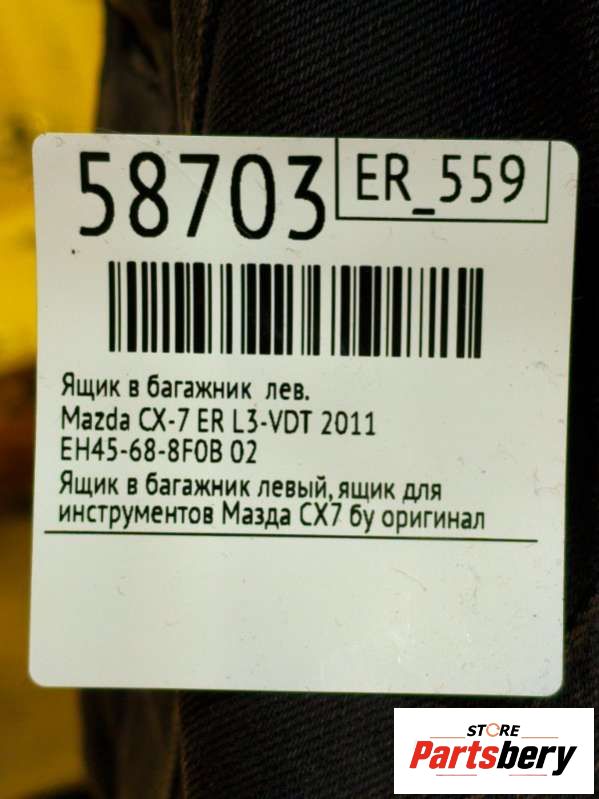 58703
ER_559
Ящик в багажник лев.
Mazda CX-7 ER L3-VDT 2011
EH45-68-8F0B 02
Ящик в багажник левый, ящик для
инструментов Мазда CX7 бу оригинал
STORE
Partsbery